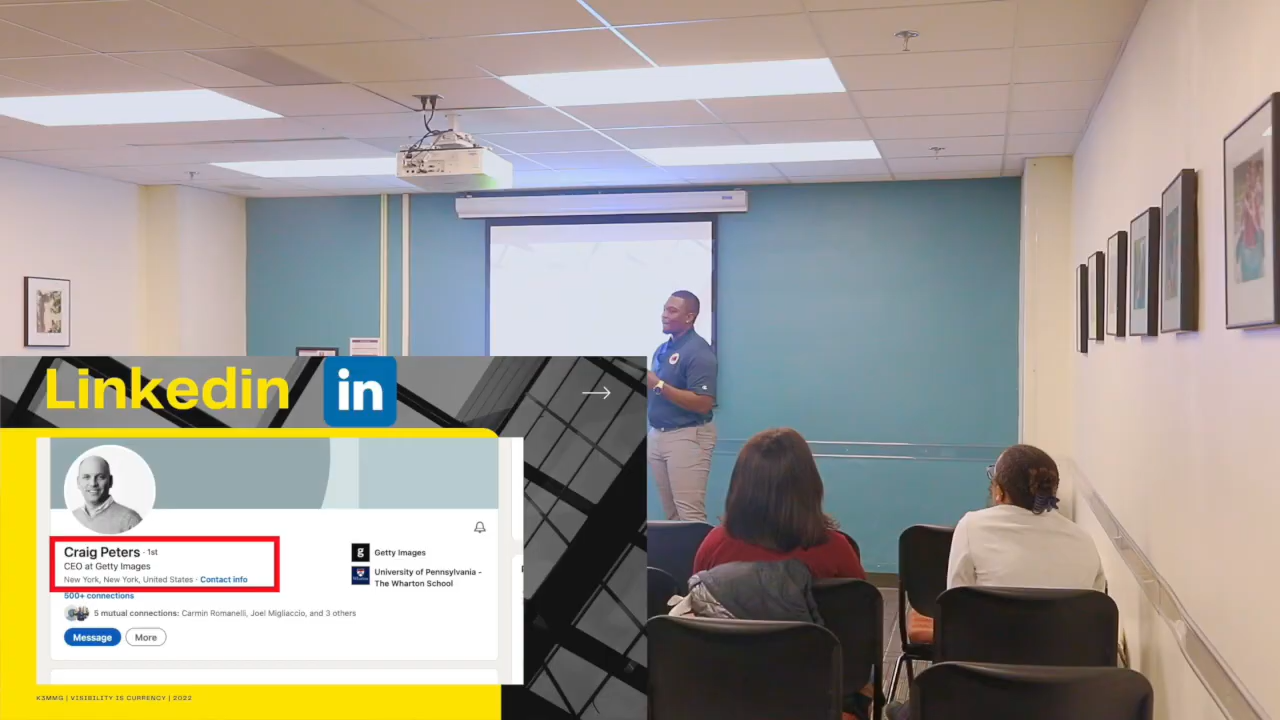 Linkedin
in
Craig Peters · 1st
CEO at Getty Images
New York, New York, United States · Contact info
500+ connections
5 mutual connections: Carmin Romanelli, Joel Migliaccio, and 3 others
Message
More
g Getty Images
University of Pennsylvania -
The Wharton School
K3MMG | VISIBILITY IS CURRENCY | 2022